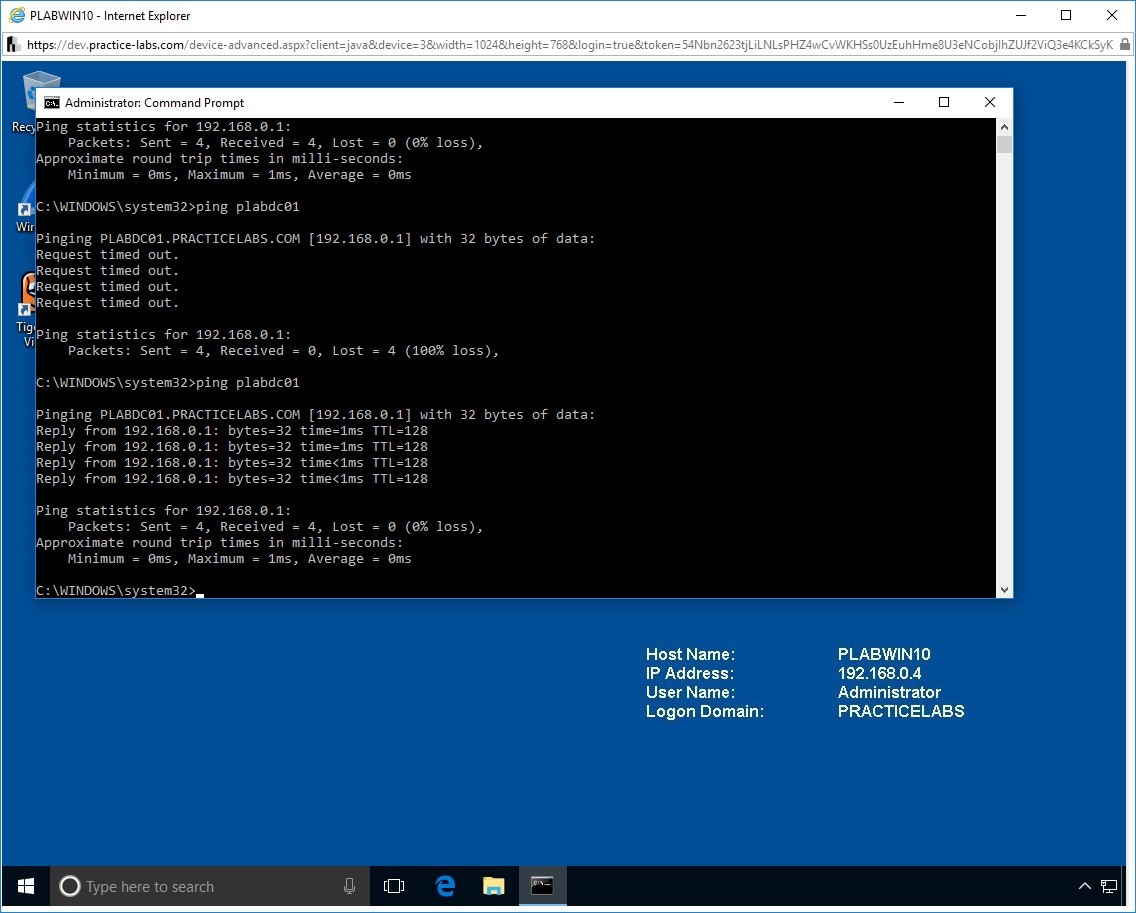 PLABWIN10 - Internet Explorer
https://dev.practice-labs.com/device-advanced.aspx?client=java&device=3&width=1024&height=768&login=true&token=54Nbn2623tjLiLNLsPHZ4wCvWKHSs0UzEuhHme8U3eNCobjlhZUJf2ViQ3e4KCkSyK
Administrator: Command Prompt
Recy
Win
Tig
Vi
Ping statistics for 192.168.0.1:
    Packets: Sent = 4, Received = 4, Lost = 0 (0% loss),
Approximate round trip times in milli-seconds:
    Minimum = 0ms, Maximum = 1ms, Average = 0ms
C:\WINDOWS\system32>ping plabdc01
Pinging PLABDC01.PRACTICELABS.COM [192.168.0.1] with 32 bytes of data:
Request timed out.
Request timed out.
Request timed out.
Request timed out.
Ping statistics for 192.168.0.1:
    Packets: Sent = 4, Received = 0, Lost = 4 (100% loss),
C:\WINDOWS\system32>ping plabdc01
Pinging PLABDC01.PRACTICELABS.COM [192.168.0.1] with 32 bytes of data:
Reply from 192.168.0.1: bytes=32 time=1ms TTL=128
Reply from 192.168.0.1: bytes=32 time=1ms TTL=128
Reply from 192.168.0.1: bytes=32 time<1ms TTL=128
Reply from 192.168.0.1: bytes=32 time<1ms TTL=128
Ping statistics for 192.168.0.1:
    Packets: Sent = 4, Received = 4, Lost = 0 (0% loss),
Approximate round trip times in milli-seconds:
    Minimum = 0ms, Maximum = 1ms, Average = 0ms
C:\WINDOWS\system32>
Host Name: PLABWIN10
IP Address: 192.168.0.4
User Name: Administrator
Logon Domain: PRACTICELABS
Type here to search